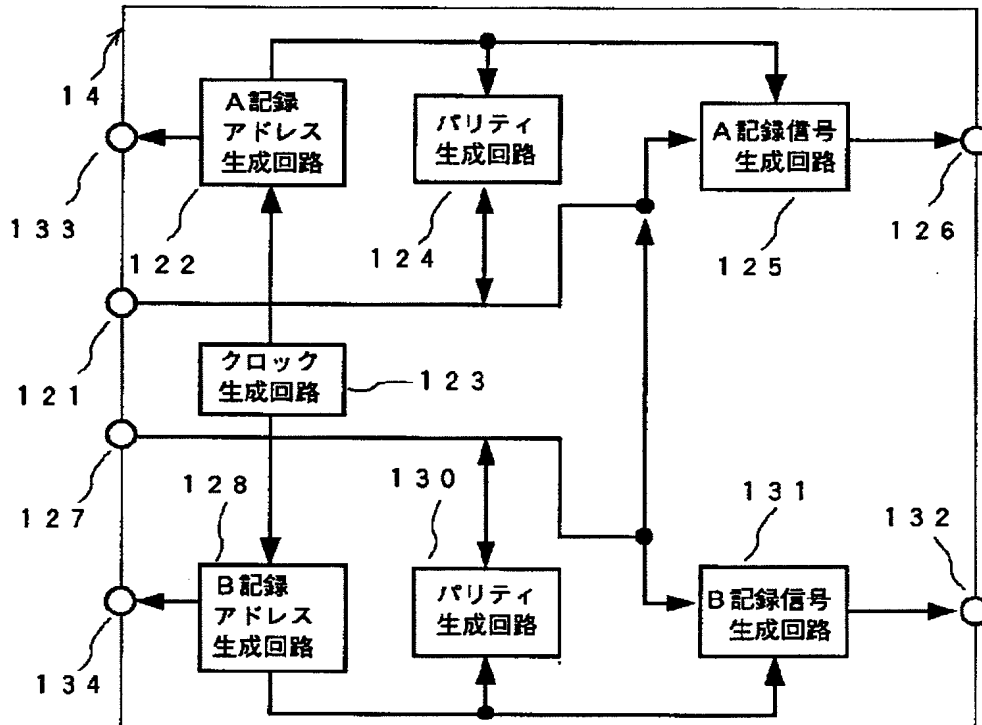 14
A記録
アドレス
生成回路
パリティ
生成回路
A記録信号
生成回路
133
122
124
125
126
121
クロック
生成回路
123
127
128
130
131
132
B記録
アドレス
生成回路
パリティ
生成回路
B記録信号
生成回路
134